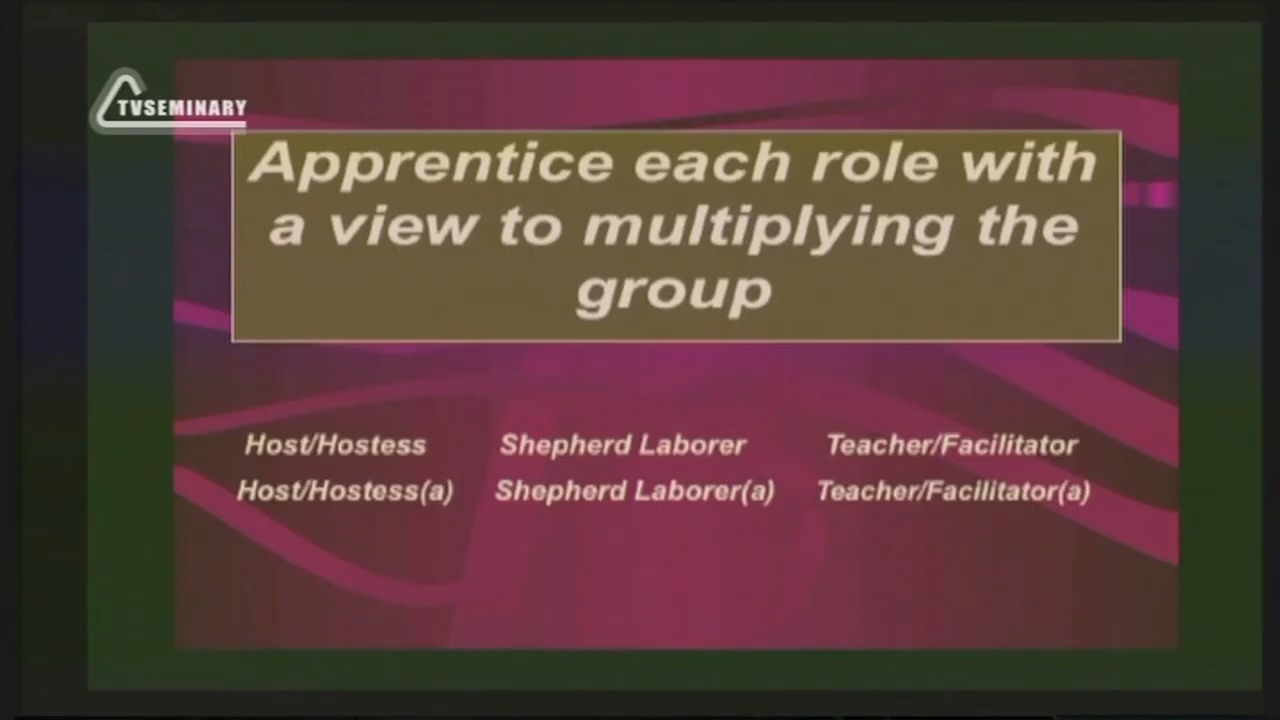 TVSEMINARY
Apprentice each role with
a view to multiplying the
group
Host/Hostess Shepherd Laborer Teacher/Facilitator
Host/Hostess(a) Shepherd Laborer(a) Teacher/Facilitator(a)